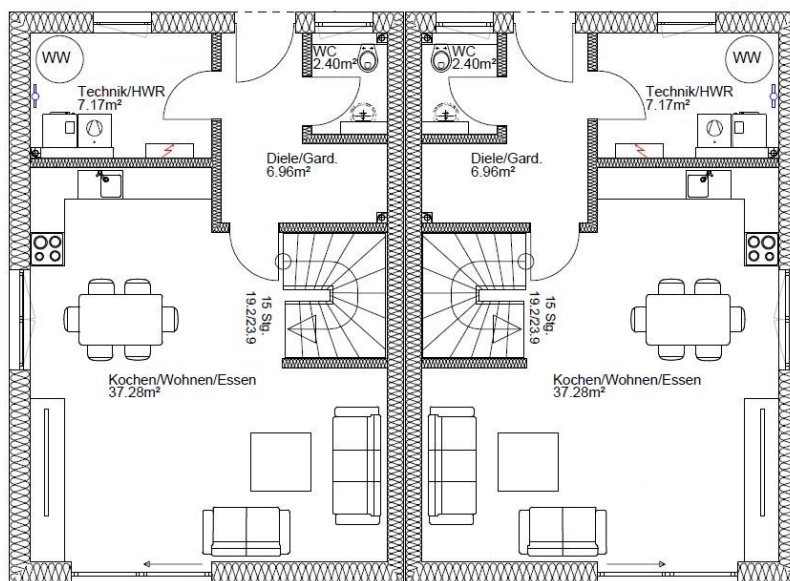 WW
Technik/HWR
7.17m²
WC
2.40m²
Diele/Gard.
6.96m²
15 Stg.
19.2/23.9
Kochen/Wohnen/Essen
37.28m²
WC
2.40m²
WW
Technik/HWR
7.17m²
Diele/Gard.
6.96m²
15 Stg.
19.2/23.9
Kochen/Wohnen/Essen
37.28m²